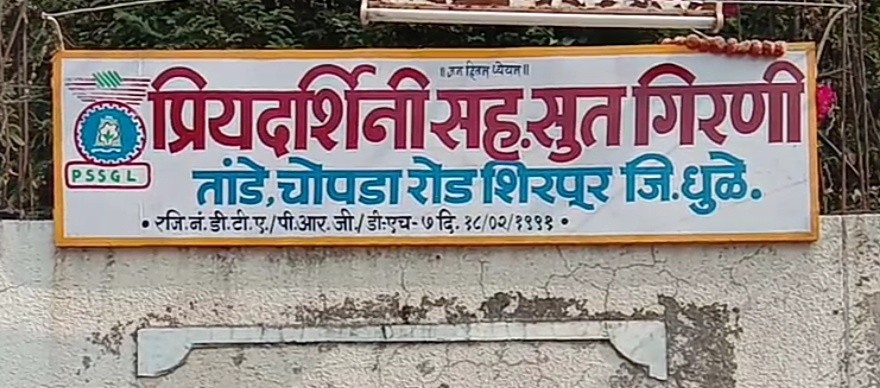 ॥ जन हितम् ध्येयम् ॥
प्रियदर्शिनी सह.सुत गिरणी
PSSGL
तांडे, चोपडा रोड शिरपूर जि.धुळे.
• रजि.नं.डी.टी.ए./पी.आर.जी./डी-एच-७ दि. १८/०२/१९९१ •